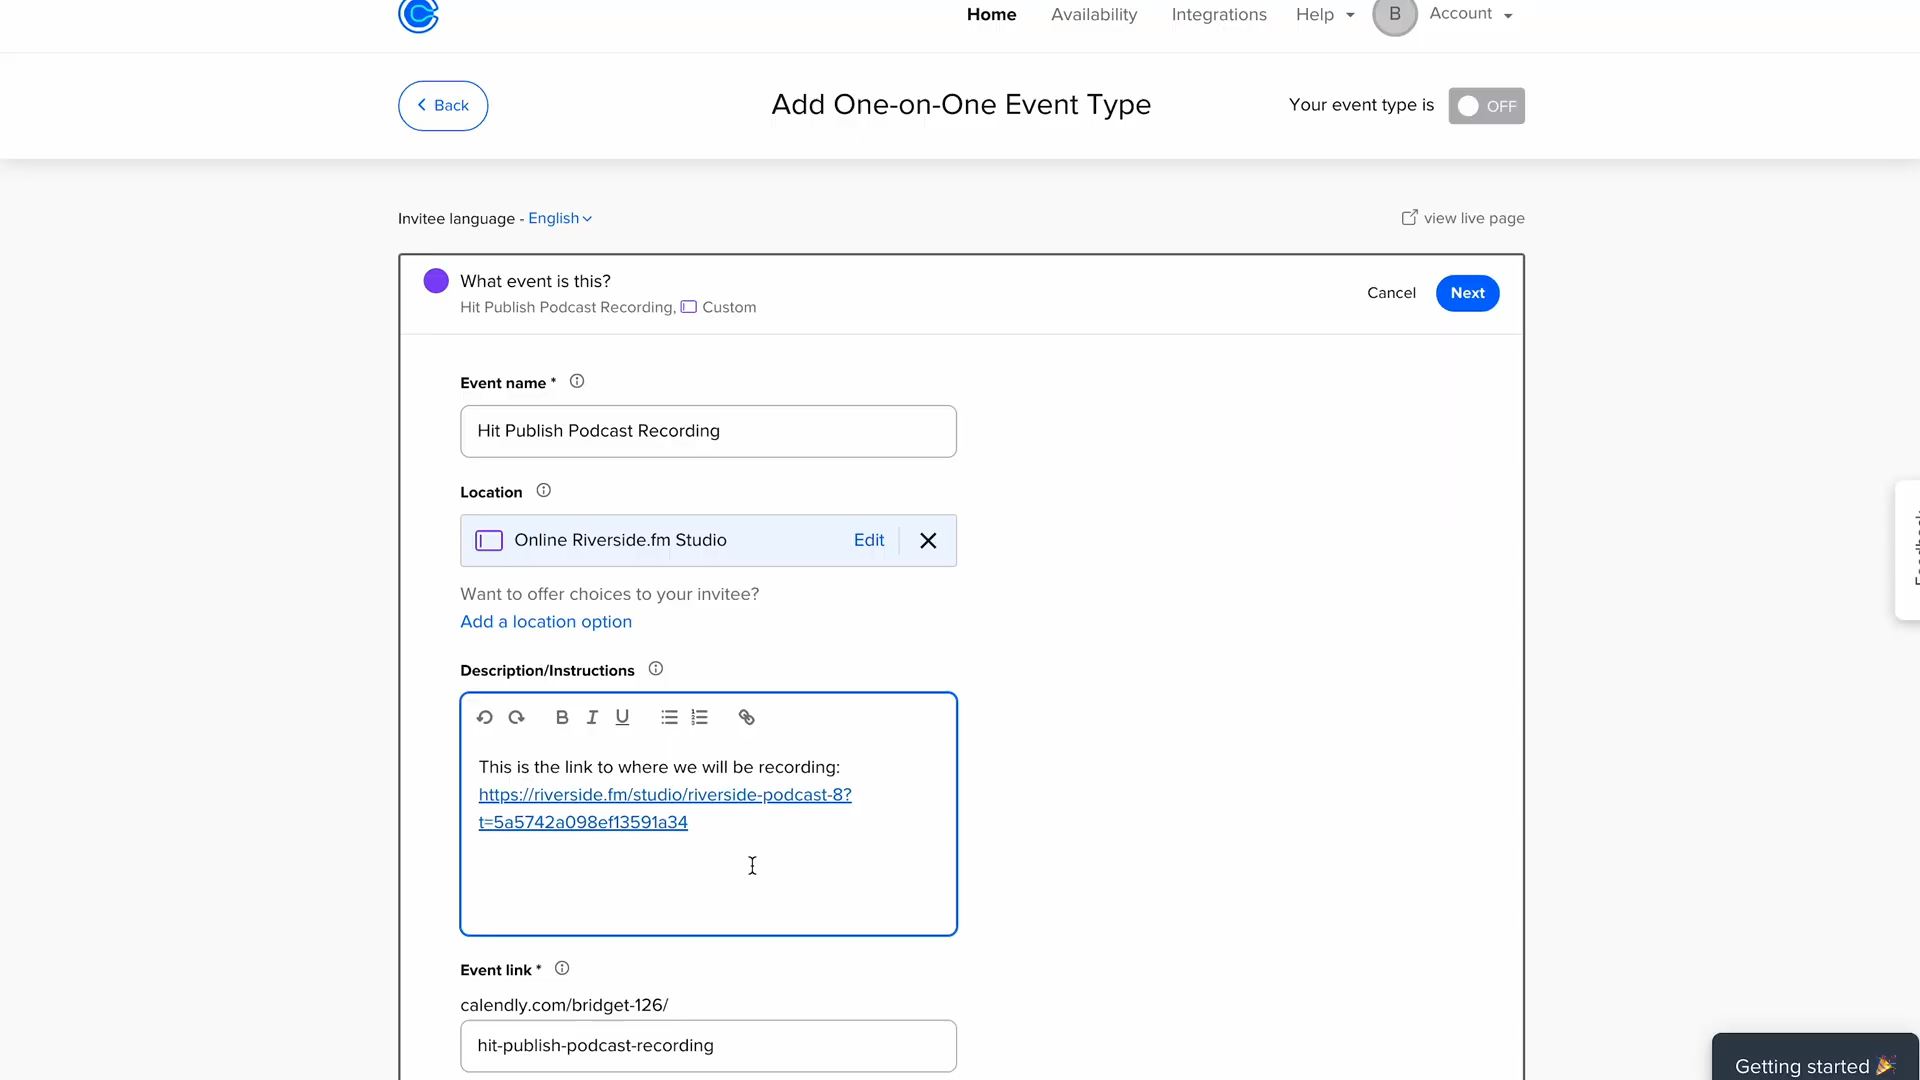 Home Availability Integrations Help B Account
Back
Add One-on-One Event Type
Your event type is OFF
Invitee language - English
view live page
What event is this?
Hit Publish Podcast Recording, Custom
Cancel Next
Event name *
Hit Publish Podcast Recording
Location
Online Riverside.fm Studio Edit
Want to offer choices to your invitee?
Add a location option
Description/Instructions
B I U
This is the link to where we will be recording:
https://riverside.fm/studio/riverside-podcast-8?
t=5a5742a098ef13591a34
Event link *
calendly.com/bridget-126/
hit-publish-podcast-recording
Getting started 🎉